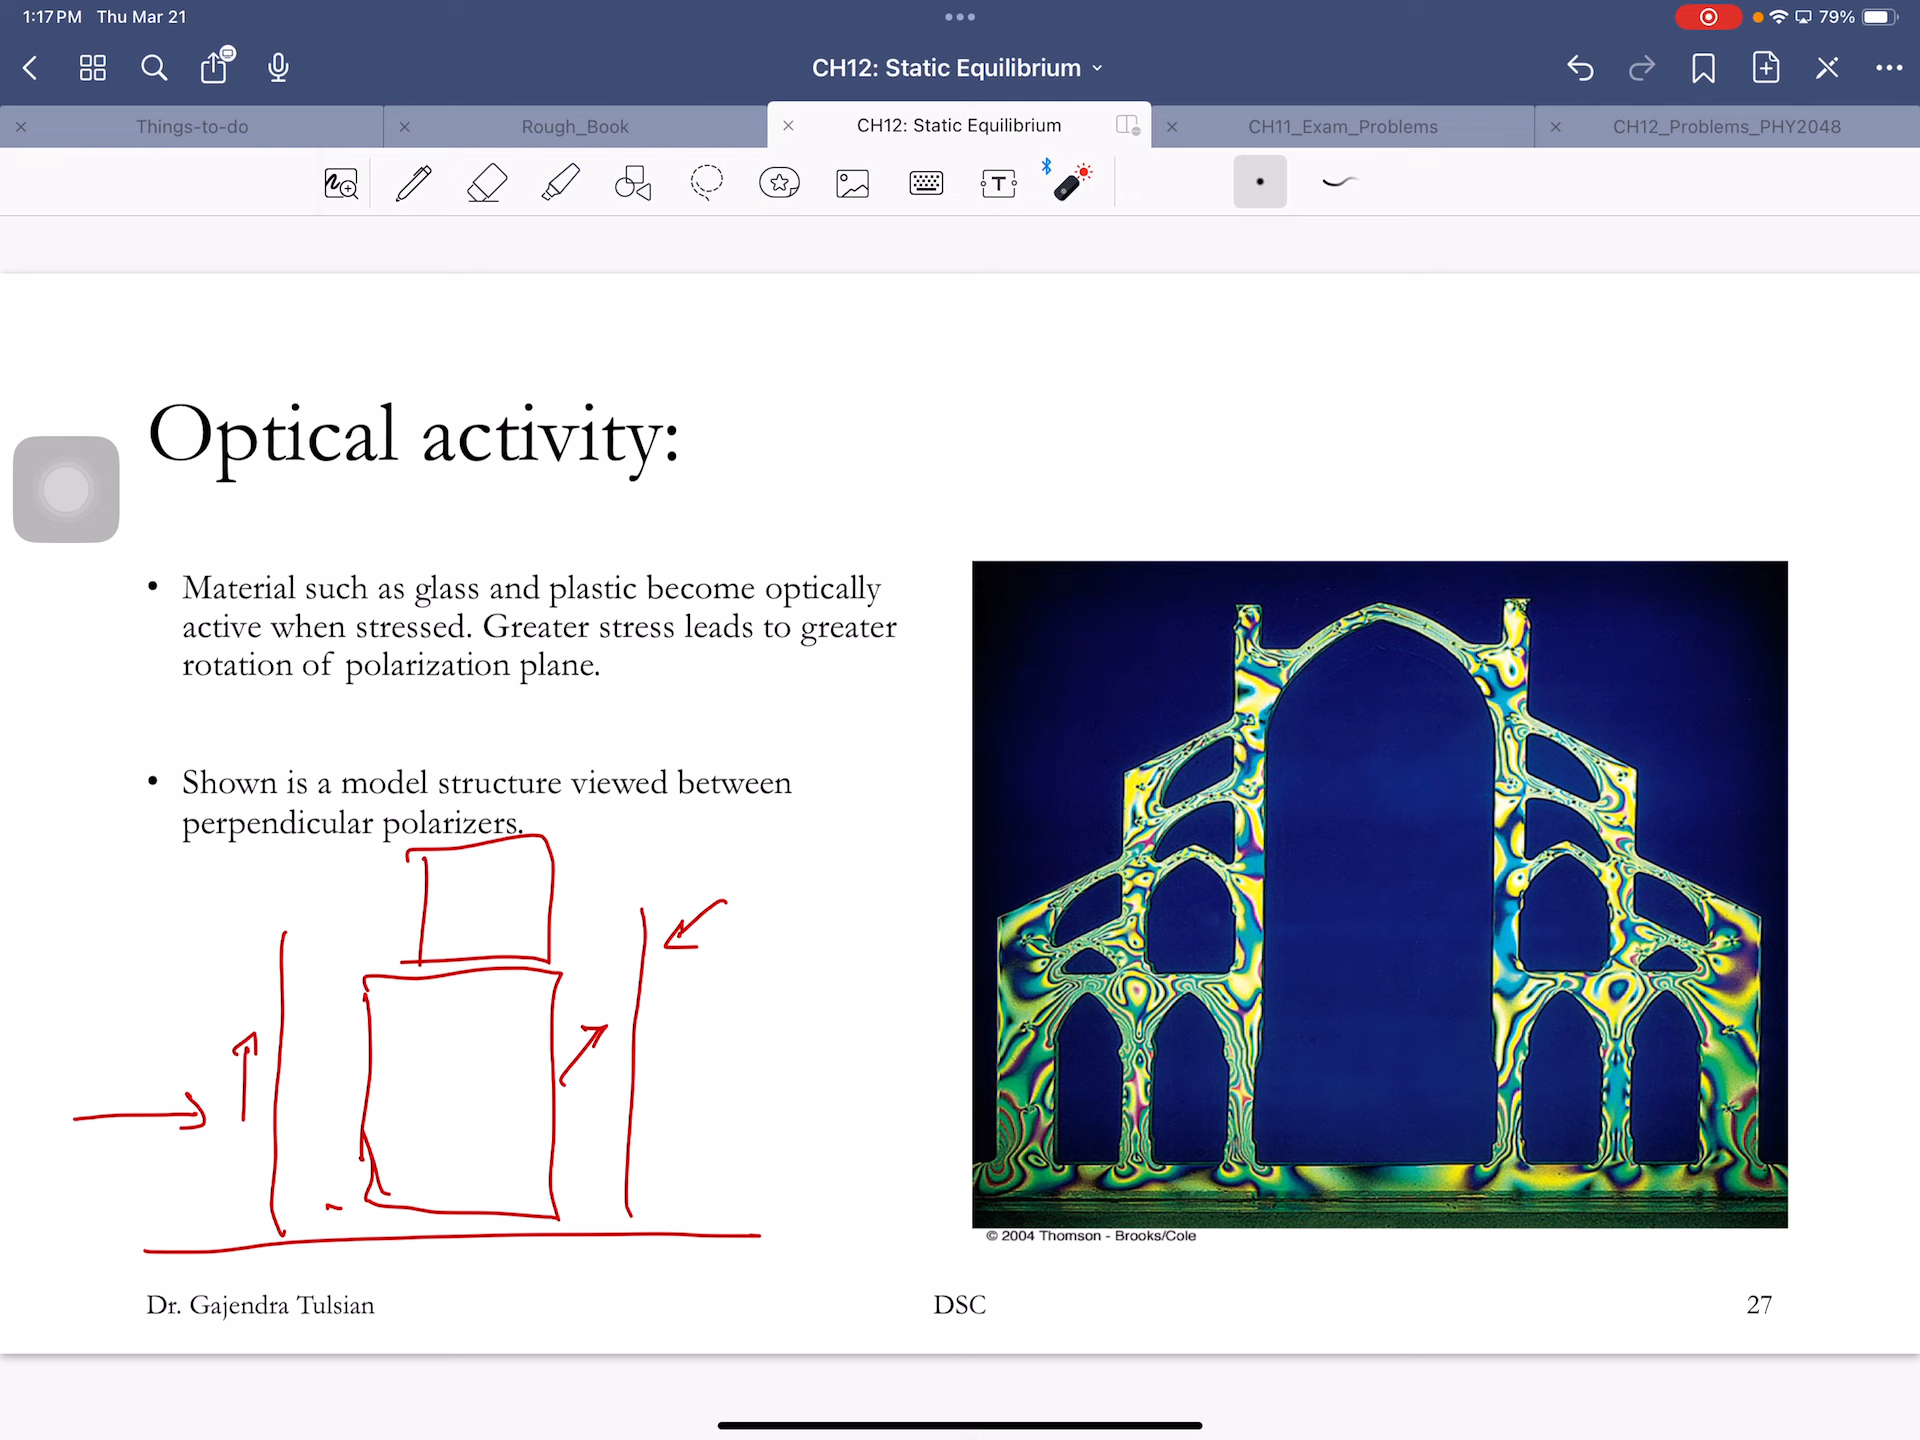 1:17 PM Thu Mar 21
79%
CH12: Static Equilibrium
Things-to-do
Rough_Book
CH12: Static Equilibrium
CH11_Exam_Problems
CH12_Problems_PHY2048
T
Optical activity:
• Material such as glass and plastic become optically
active when stressed. Greater stress leads to greater
rotation of polarization plane.
• Shown is a model structure viewed between
perpendicular polarizers.
© 2004 Thomson - Brooks/Cole
Dr. Gajendra Tulsian
DSC
27